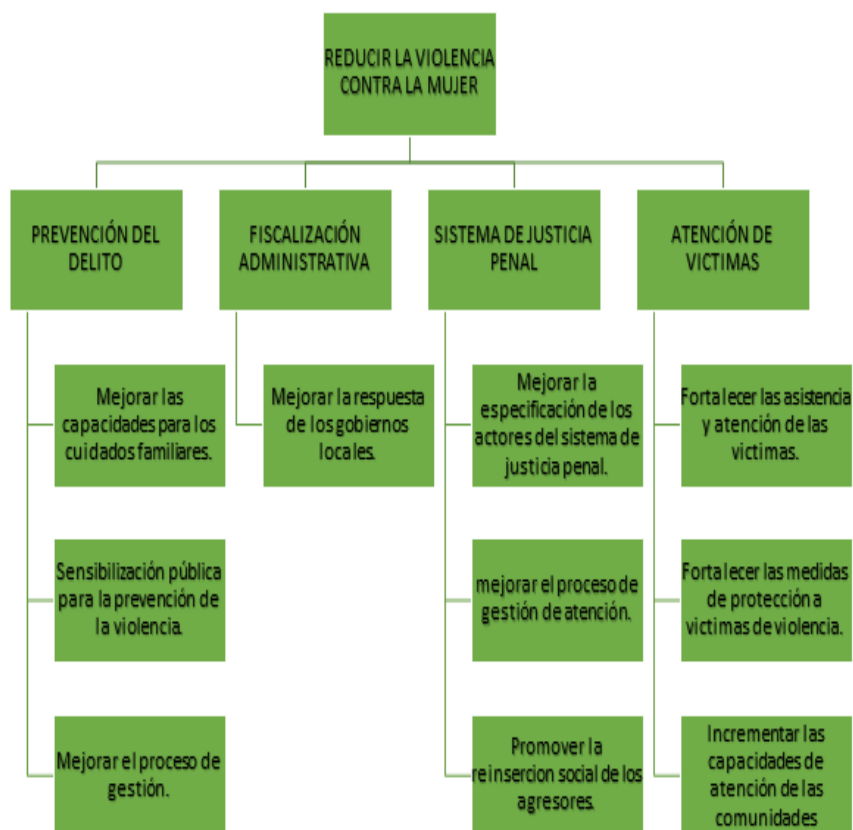 REDUCIR LA VIOLENCIA
CONTRA LA MUJER
PREVENCIÓN DEL
DELITO
FISCALIZACIÓN
ADMINISTRATIVA
SISTEMA DE JUSTICIA
PENAL
ATENCIÓN DE
VICTIMAS
Mejorar las
capacidades para los
cuidados familiares.
Sensibilización pública
para la prevención de
la violencia.
Mejorar el proceso de
gestión.
Mejorar la respuesta
de los gobiernos
locales.
Mejorar la
especificación de los
actores del sistema de
justicia penal.
mejorar el proceso de
gestión de atención.
Promover la
reinsercion social de los
agresores.
Fortalecer las asistencia
y atención de las
victimas.
Fortalecer las medidas
de protección a
victimas de violencia.
Incrementar las
capacidades de
atención de las
comunidades